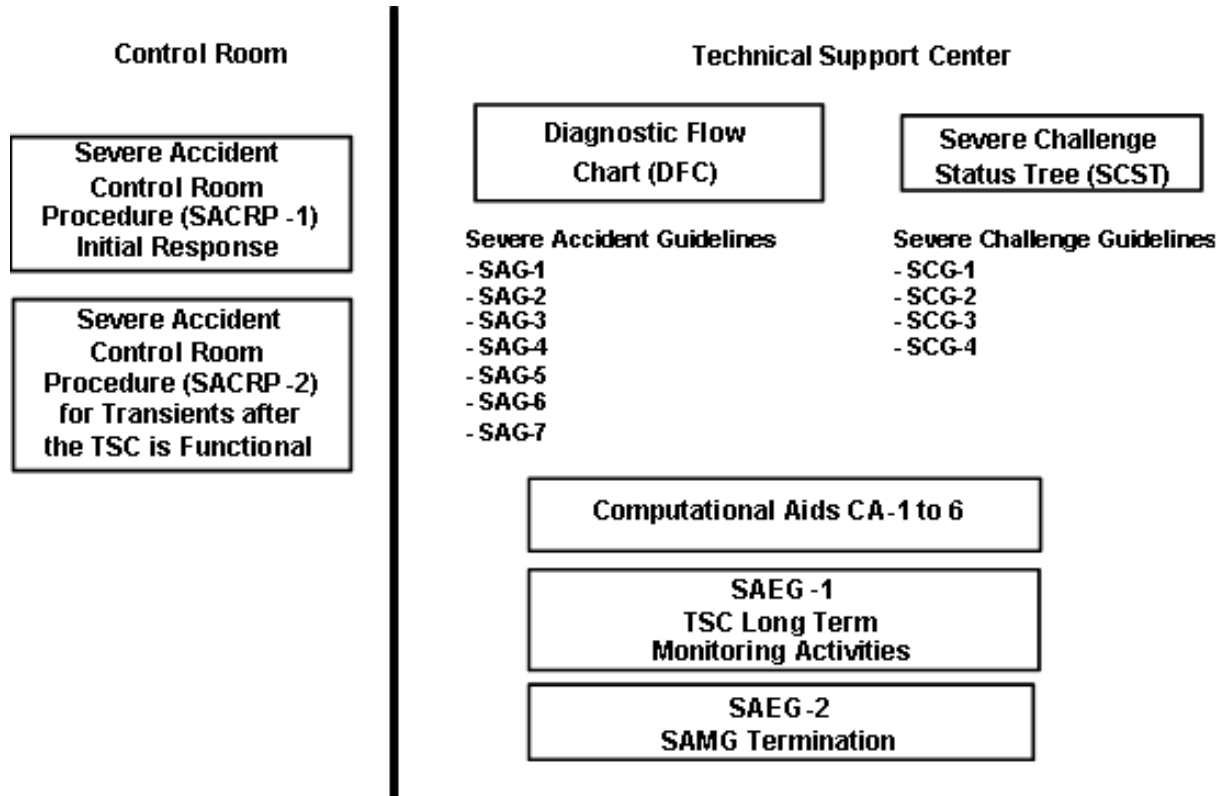 Control Room
Severe Accident
Control Room
Procedure (SACRP -1)
Initial Response
Severe Accident
Control Room
Procedure (SACRP -2)
for Transients after
the TSC is Functional
Technical Support Center
Diagnostic Flow
Chart (DFC)
Severe Challenge
Status Tree (SCST)
Severe Accident Guidelines
- SAG-1
- SAG-2
- SAG-3
- SAG-4
- SAG-5
- SAG-6
- SAG-7
Severe Challenge Guidelines
- SCG-1
- SCG-2
- SCG-3
- SCG-4
Computational Aids CA-1 to 6
SAEG -1
TSC Long Term
Monitoring Activities
SAEG -2
SAMG Termination